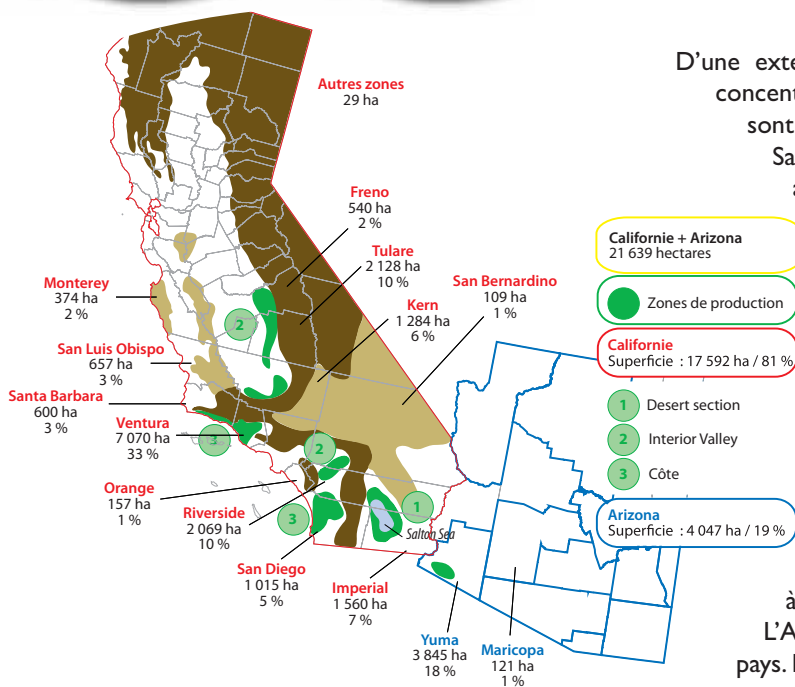 D'une exte
concent
sont
Sa
a
Autres zones
29 ha
Freno
540 ha
2 %
Tulare
2 128 ha
10 %
Kern
1 284 ha
6 %
San Bernardino
109 ha
1 %
Monterey
374 ha
2 %
San Luis Obispo
657 ha
3 %
Santa Barbara
600 ha
3 %
Ventura
7 070 ha
33 %
Orange
157 ha
1 %
Riverside
2 069 ha
10 %
San Diego
1 015 ha
5 %
Imperial
1 560 ha
7 %
Salton Sea
2
3
2
3
1
Californie + Arizona
21 639 hectares
Zones de production
Californie
Superficie : 17 592 ha / 81 %
1 Desert section
2 Interior Valley
3 Côte
Arizona
Superficie : 4 047 ha / 19 %
Yuma
3 845 ha
18 %
Maricopa
121 ha
1 %
à
L'A
pays. I